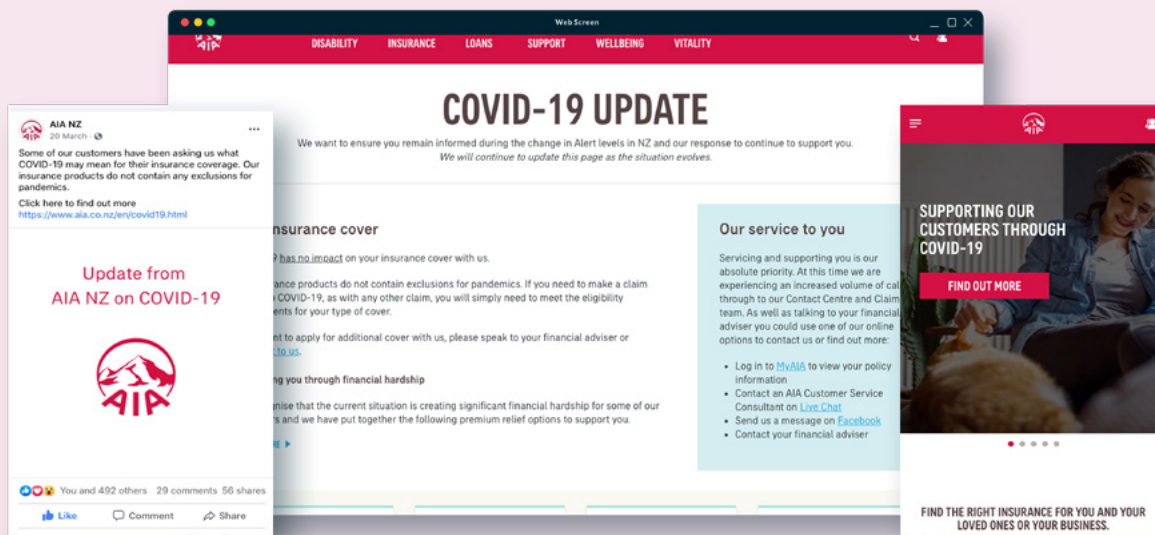 Web Screen
AIA
DISABILITY INSURANCE LOANS SUPPORT WELLBEING VITALITY
COVID-19 UPDATE
We want to ensure you remain informed during the change in Alert levels in NZ and our response to continue to support you.
We will continue to update this page as the situation evolves.
AIA NZ
20 March
Some of our customers have been asking us what
COVID-19 may mean for their insurance coverage. Our
insurance products do not contain any exclusions for
pandemics.
Click here to find out more
https://www.aia.co.nz/en/covid19.html
Update from
AIA NZ on COVID-19
AIA
You and 492 others 29 comments 56 shares
Like Comment Share
cover
has no impact on your insurance cover with us.
products do not contain exclusions for pandemics. If you need to make a claim
COVID-19, as with any other claim, you will simply need to meet the eligibility
for your type of cover.
to apply for additional cover with us, please speak to your financial adviser or
to us.
you through financial hardship
that the current situation is creating significant financial hardship for some of our
and we have put together the following premium relief options to support you.
Our service to you
Servicing and supporting you is our
absolute priority. At this time we are
experiencing an increased volume of
through to our Contact Centre and
team. As well as talking to your financial
adviser you could use one of our online
options to contact us or find out more:
• Log in to MyAIA to view your policy
information
• Contact an AIA Customer Service
Consultant on Live Chat
• Send us a message on Facebook
• Contact your financial adviser
AIA
SUPPORTING OUR
CUSTOMERS THROUGH
COVID-19
FIND OUT MORE
FIND THE RIGHT INSURANCE FOR YOU AND YOUR
LOVED ONES OR YOUR BUSINESS.